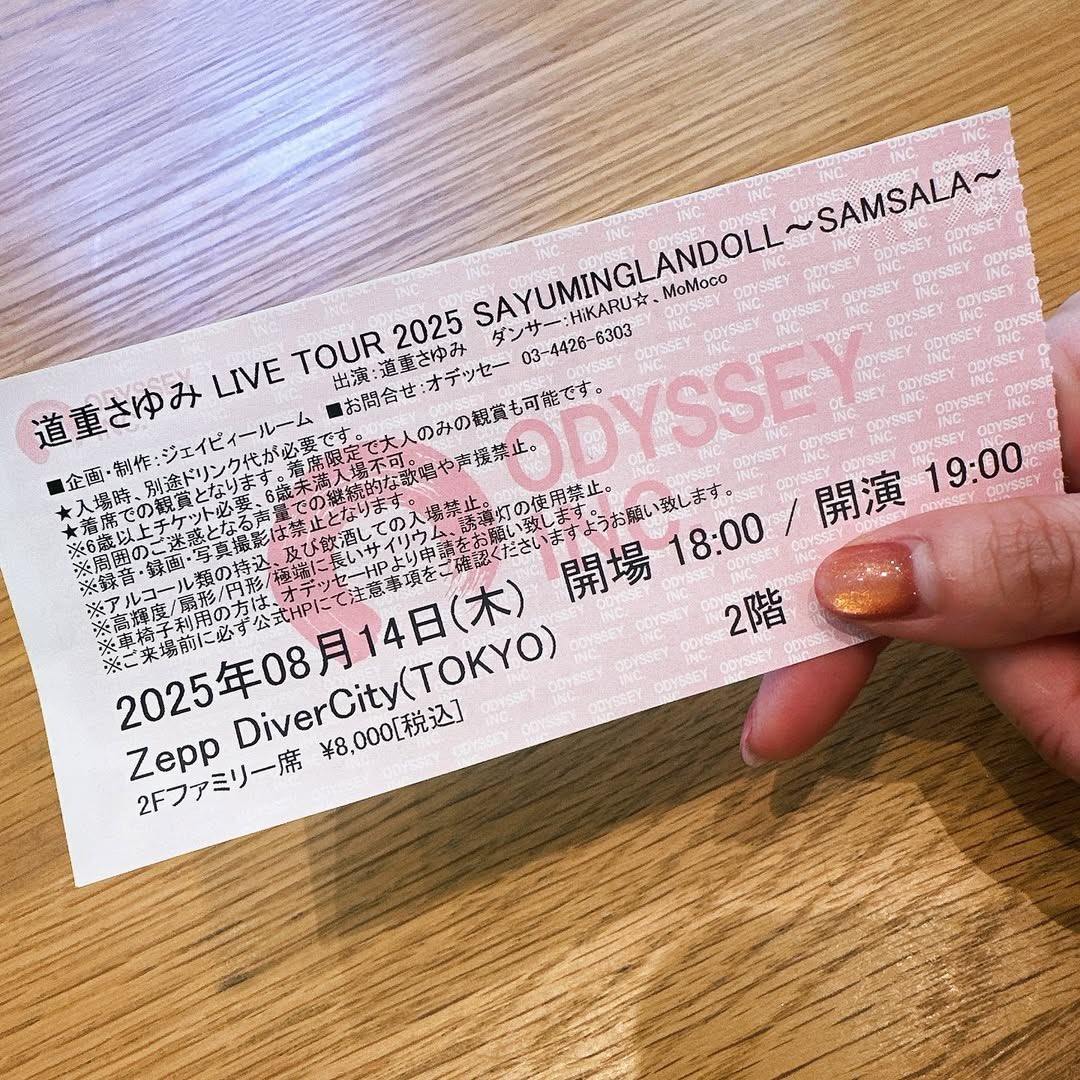 道重さゆみ LIVE TOUR 2025 SAYUMINGLANDOLL～SAMSALA～
出演：道重さゆみ ダンサー：HiKARU☆、MoMoco
■企画・制作：ジェイピィールーム ■お問合せ：オデッセー 03-4426-6303
★入場時、別途ドリンク代が必要です。
★着席での観賞となります。着席限定で大人のみの観賞も可能です。
※6歳以上チケット必要、6歳未満入場不可。
※周囲のご迷惑となる声量での継続的な歌唱や声援禁止。
※録音・録画・写真撮影は禁止となります。
※アルコール類の持込、及び飲酒しての入場禁止。
※高輝度/扇形/円形/極端に長いサイリウム、誘導灯の使用禁止。
※車椅子利用の方は、オデッセーHPより申請をお願い致します。
※ご来場前に必ず公式HPにて注意事項をご確認くださいますようお願い致します。
2025年08月14日(木) 開場 18:00 / 開演 19:00
Zepp DiverCity(TOKYO)
2Fファミリー席 ¥8,000[税込]
2階
ODYSSEY
INC.